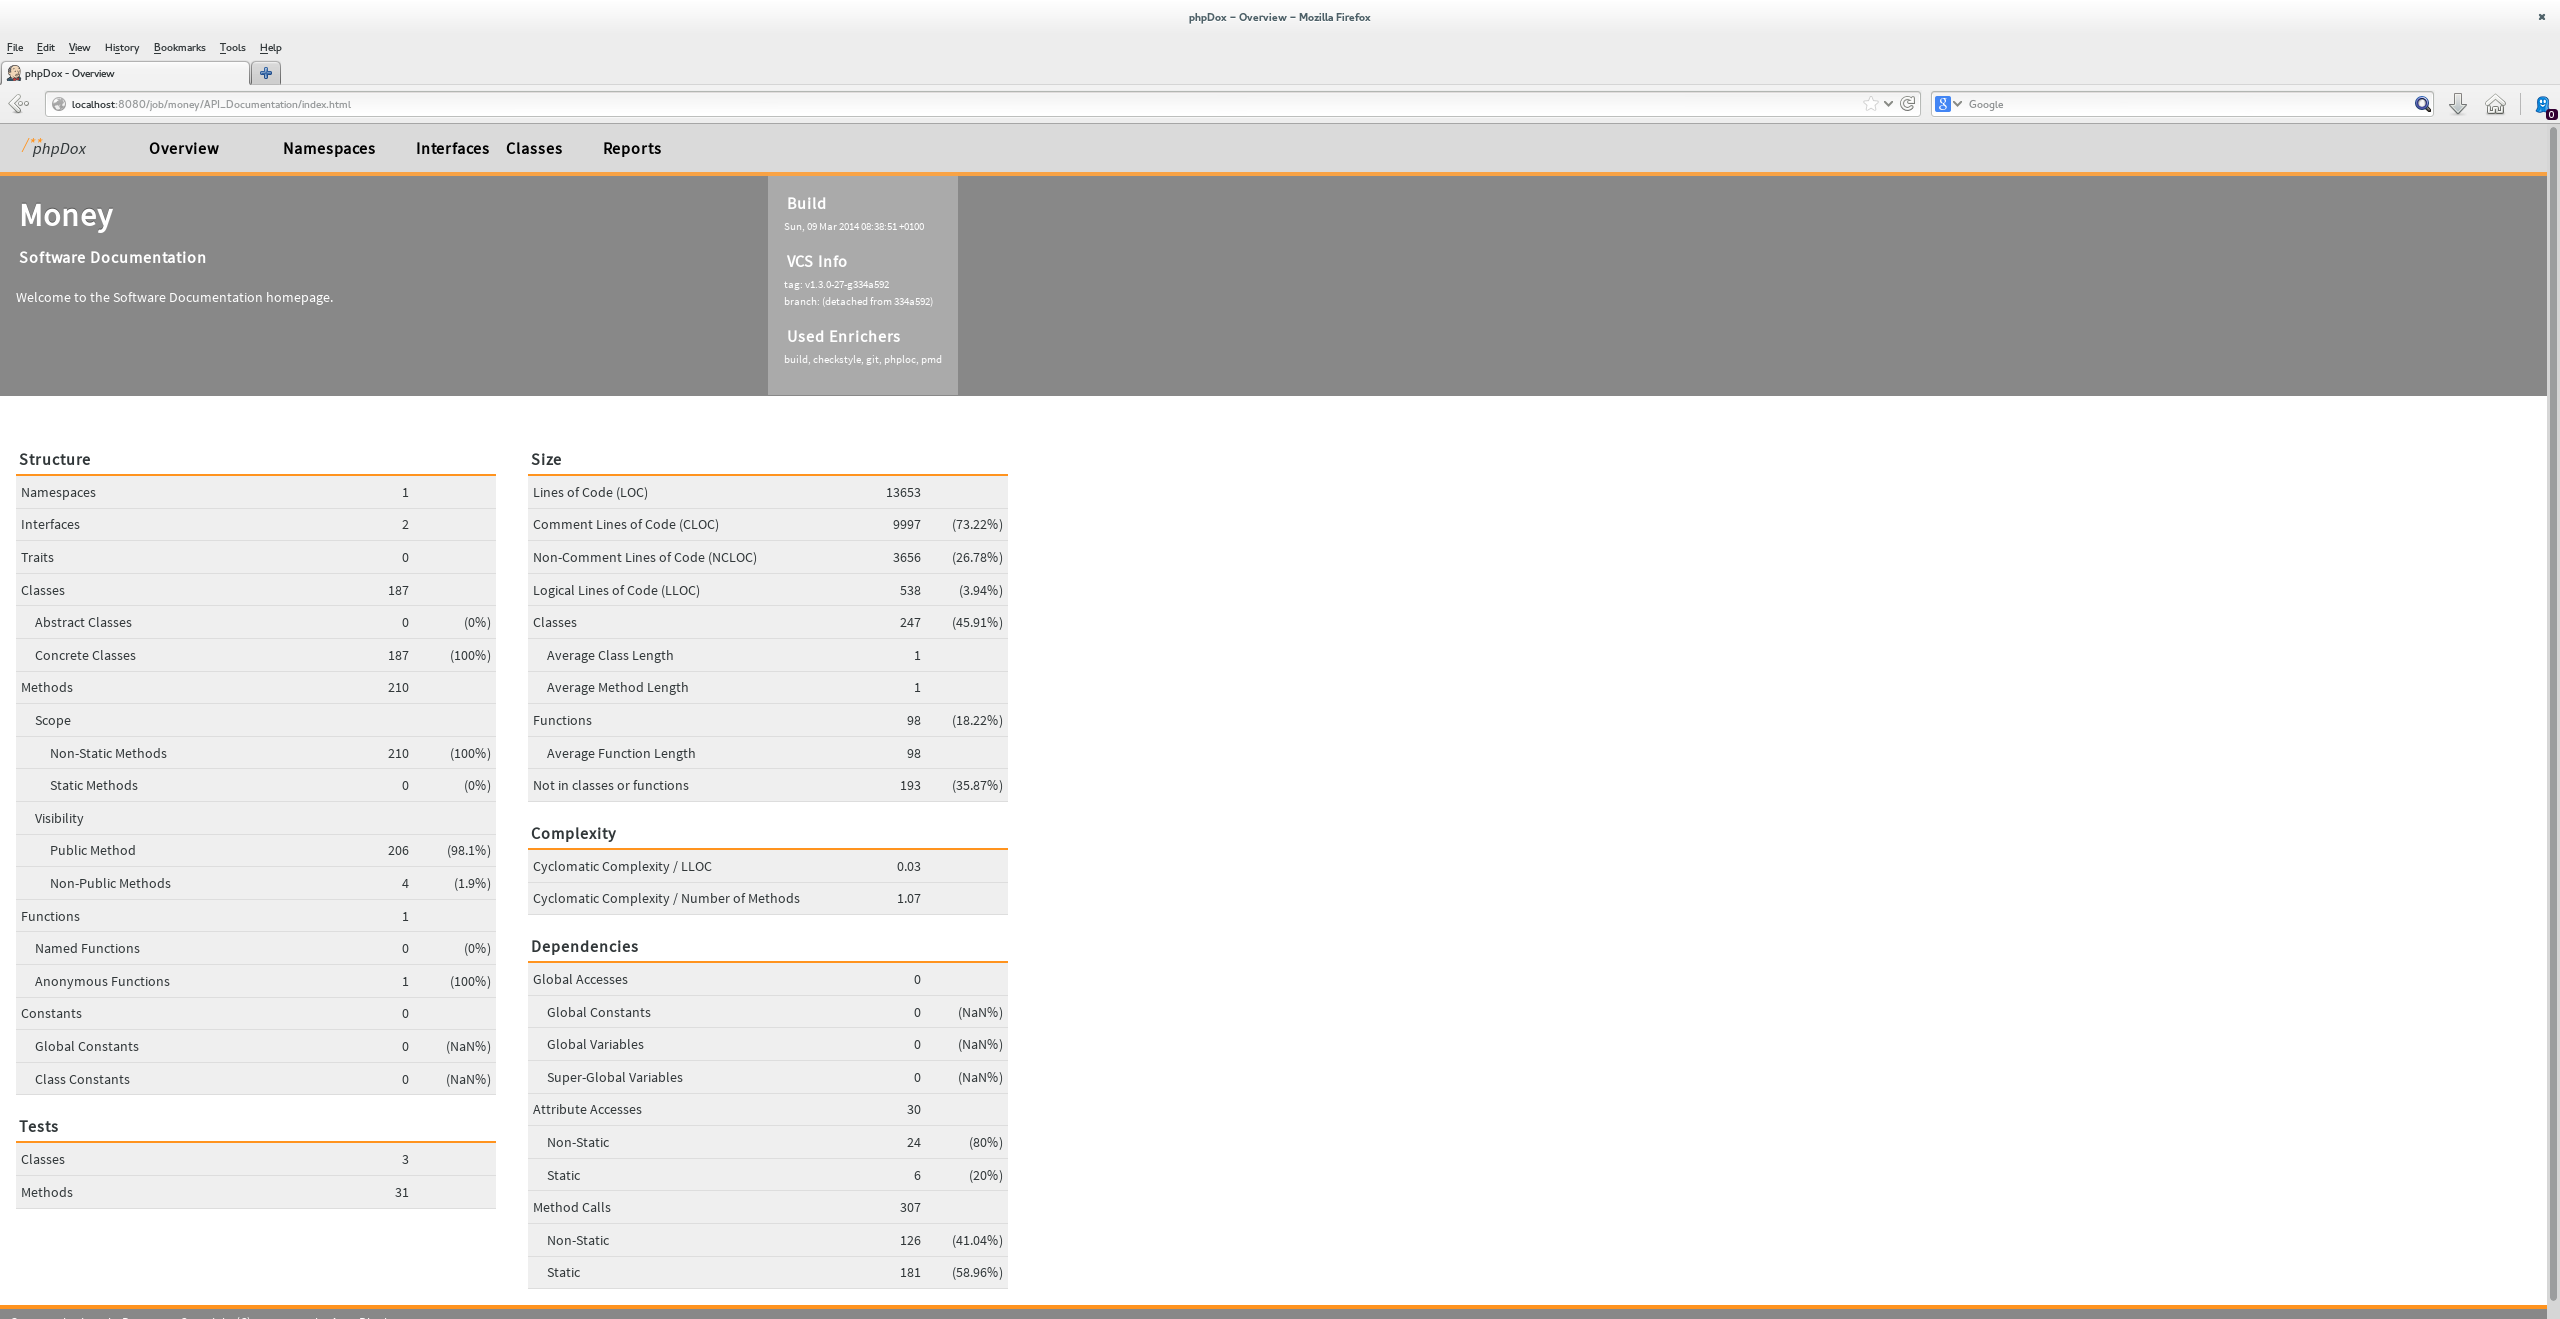 phpDox - Overview - Mozilla Firefox
File Edit View History Bookmarks Tools Help
phpDox - Overview
localhost:8080/job/money/API_Documentation/index.html
Google
0
/**phpDox Overview Namespaces Interfaces Classes Reports
Money
Software Documentation
Welcome to the Software Documentation homepage.
Build
Sun, 09 Mar 2014 08:38:51 +0100
VCS Info
tag: v1.3.0-27-g334a592
branch: (detached from 334a592)
Used Enrichers
build, checkstyle, git, phploc, pmd
Structure
Namespaces 1
Interfaces 2
Traits 0
Classes 187
Abstract Classes 0 (0%)
Concrete Classes 187 (100%)
Methods 210
Scope
Non-Static Methods 210 (100%)
Static Methods 0 (0%)
Visibility
Public Method 206 (98.1%)
Non-Public Methods 4 (1.9%)
Functions 1
Named Functions 0 (0%)
Anonymous Functions 1 (100%)
Constants 0
Global Constants 0 (NaN%)
Class Constants 0 (NaN%)
Tests
Classes 3
Methods 31
Size
Lines of Code (LOC) 13653
Comment Lines of Code (CLOC) 9997 (73.22%)
Non-Comment Lines of Code (NCLOC) 3656 (26.78%)
Logical Lines of Code (LLOC) 538 (3.94%)
Classes 247 (45.91%)
Average Class Length 1
Average Method Length 1
Functions 98 (18.22%)
Average Function Length 98
Not in classes or functions 193 (35.87%)
Complexity
Cyclomatic Complexity / LLOC 0.03
Cyclomatic Complexity / Number of Methods 1.07
Dependencies
Global Accesses 0
Global Constants 0 (NaN%)
Global Variables 0 (NaN%)
Super-Global Variables 0 (NaN%)
Attribute Accesses 30
Non-Static 24 (80%)
Static 6 (20%)
Method Calls 307
Non-Static 126 (41.04%)
Static 181 (58.96%)